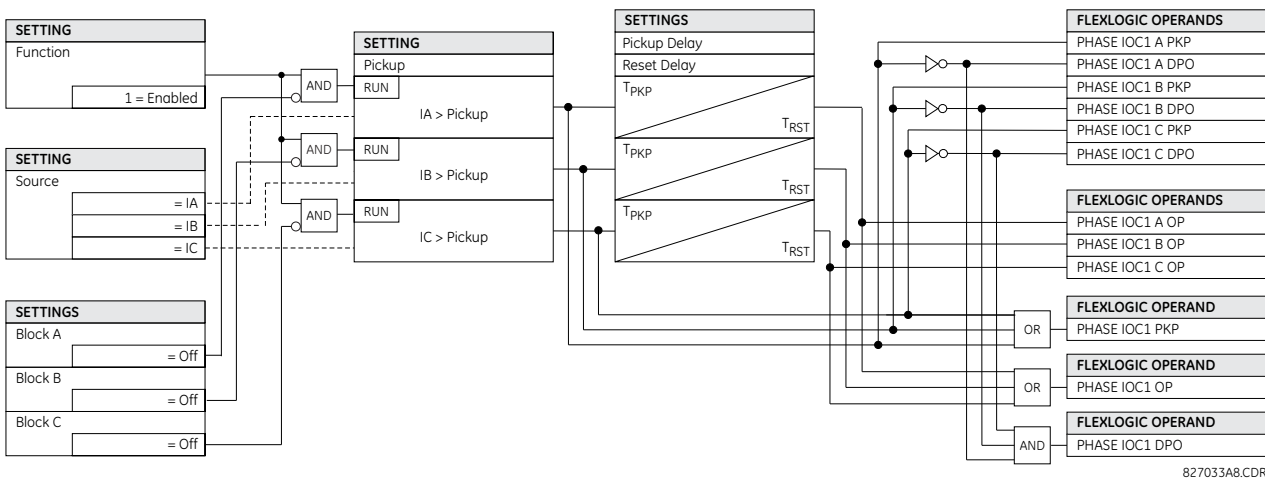 SETTING
Function
1 = Enabled
SETTING
Source
= IA
= IB
= IC
SETTINGS
Block A
= Off
Block B
= Off
Block C
= Off
AND
AND
AND
SETTING
Pickup
RUN
IA > Pickup
RUN
IB > Pickup
RUN
IC > Pickup
SETTINGS
Pickup Delay
Reset Delay
TPKP
TRST
TPKP
TRST
TPKP
TRST
FLEXLOGIC OPERANDS
PHASE IOC1 A PKP
PHASE IOC1 A DPO
PHASE IOC1 B PKP
PHASE IOC1 B DPO
PHASE IOC1 C PKP
PHASE IOC1 C DPO
FLEXLOGIC OPERANDS
PHASE IOC1 A OP
PHASE IOC1 B OP
PHASE IOC1 C OP
OR
FLEXLOGIC OPERAND
PHASE IOC1 PKP
OR
FLEXLOGIC OPERAND
PHASE IOC1 OP
AND
FLEXLOGIC OPERAND
PHASE IOC1 DPO
827033A8.CDR